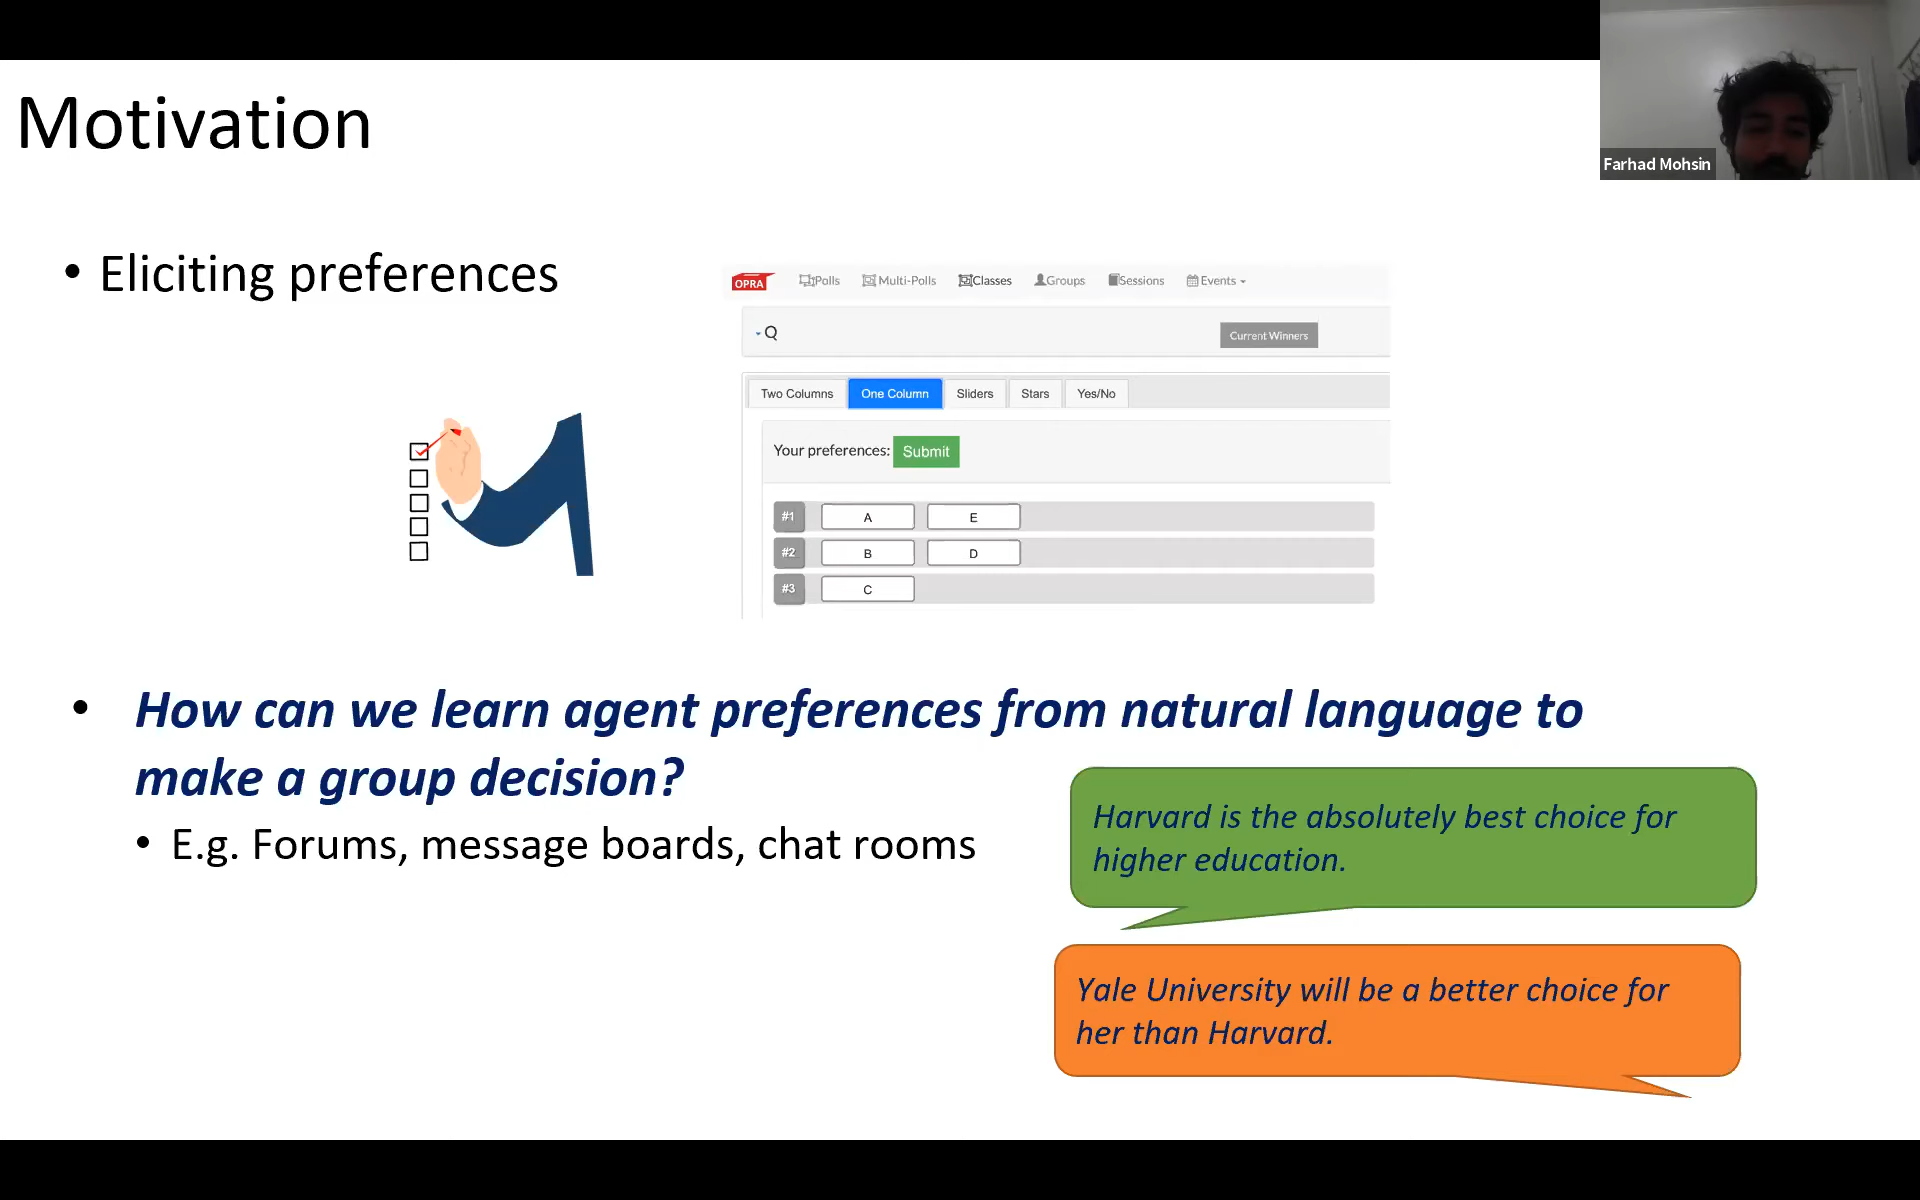 Motivation
Farhad Mohsin
• Eliciting preferences
OPRA Polls Multi-Polls Classes Groups Sessions Events
Q Current Winners
Two Columns One Column Sliders Stars Yes/No
Your preferences: Submit
#1 A E
#2 B D
#3 C
• How can we learn agent preferences from natural language to
make a group decision?
• E.g. Forums, message boards, chat rooms
Harvard is the absolutely best choice for
higher education.
Yale University will be a better choice for
her than Harvard.